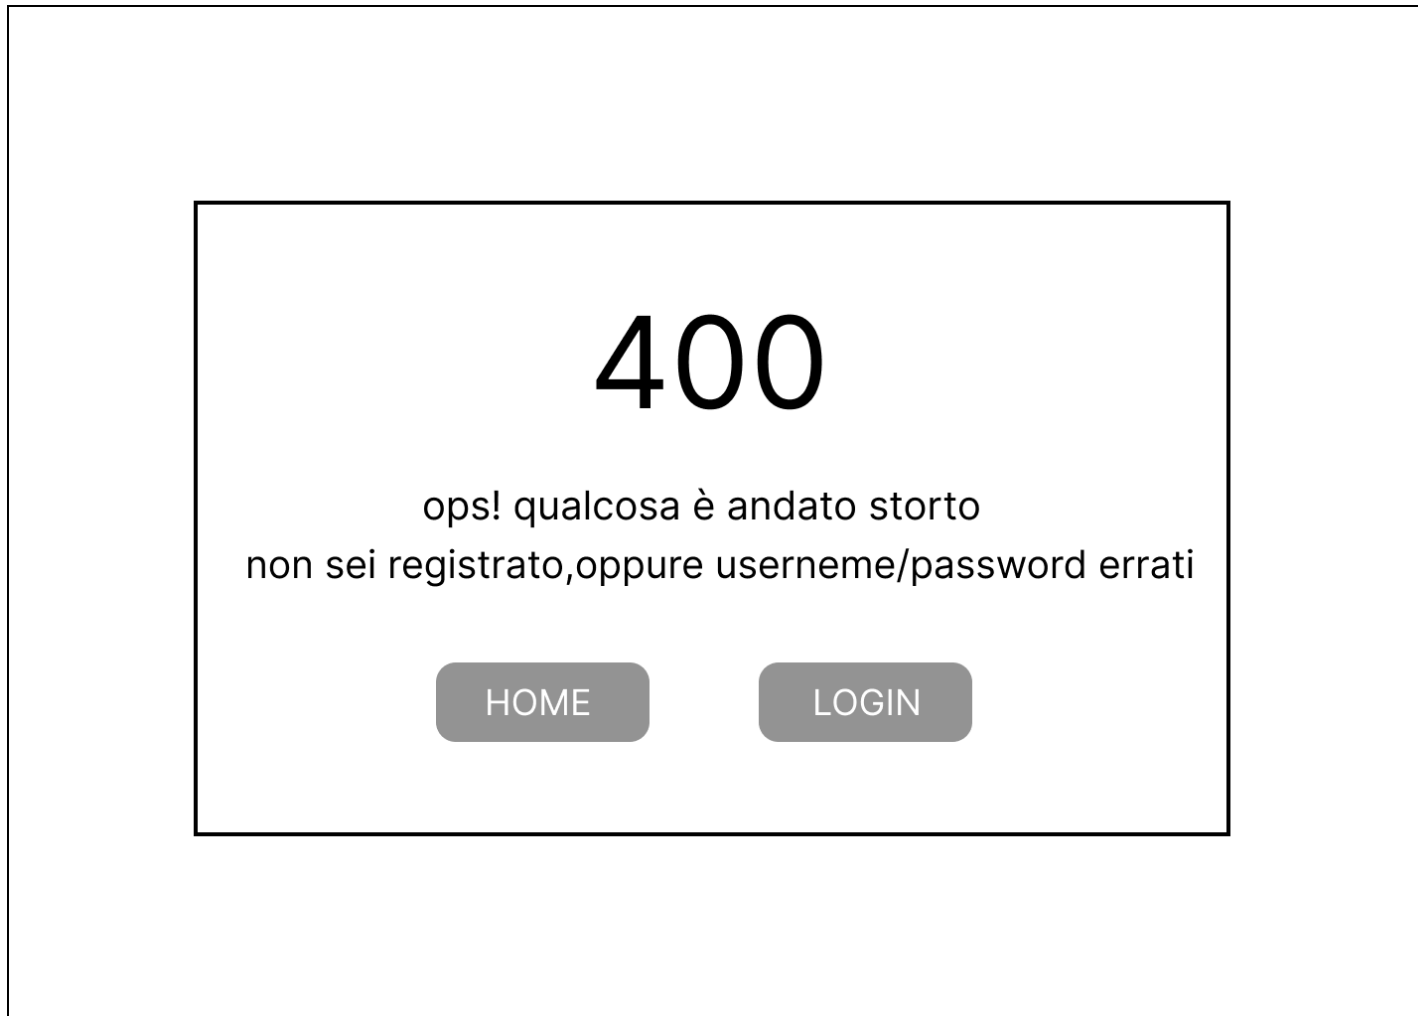 400
ops! qualcosa è andato storto
non sei registrato,oppure userneme/password errati
HOME
LOGIN